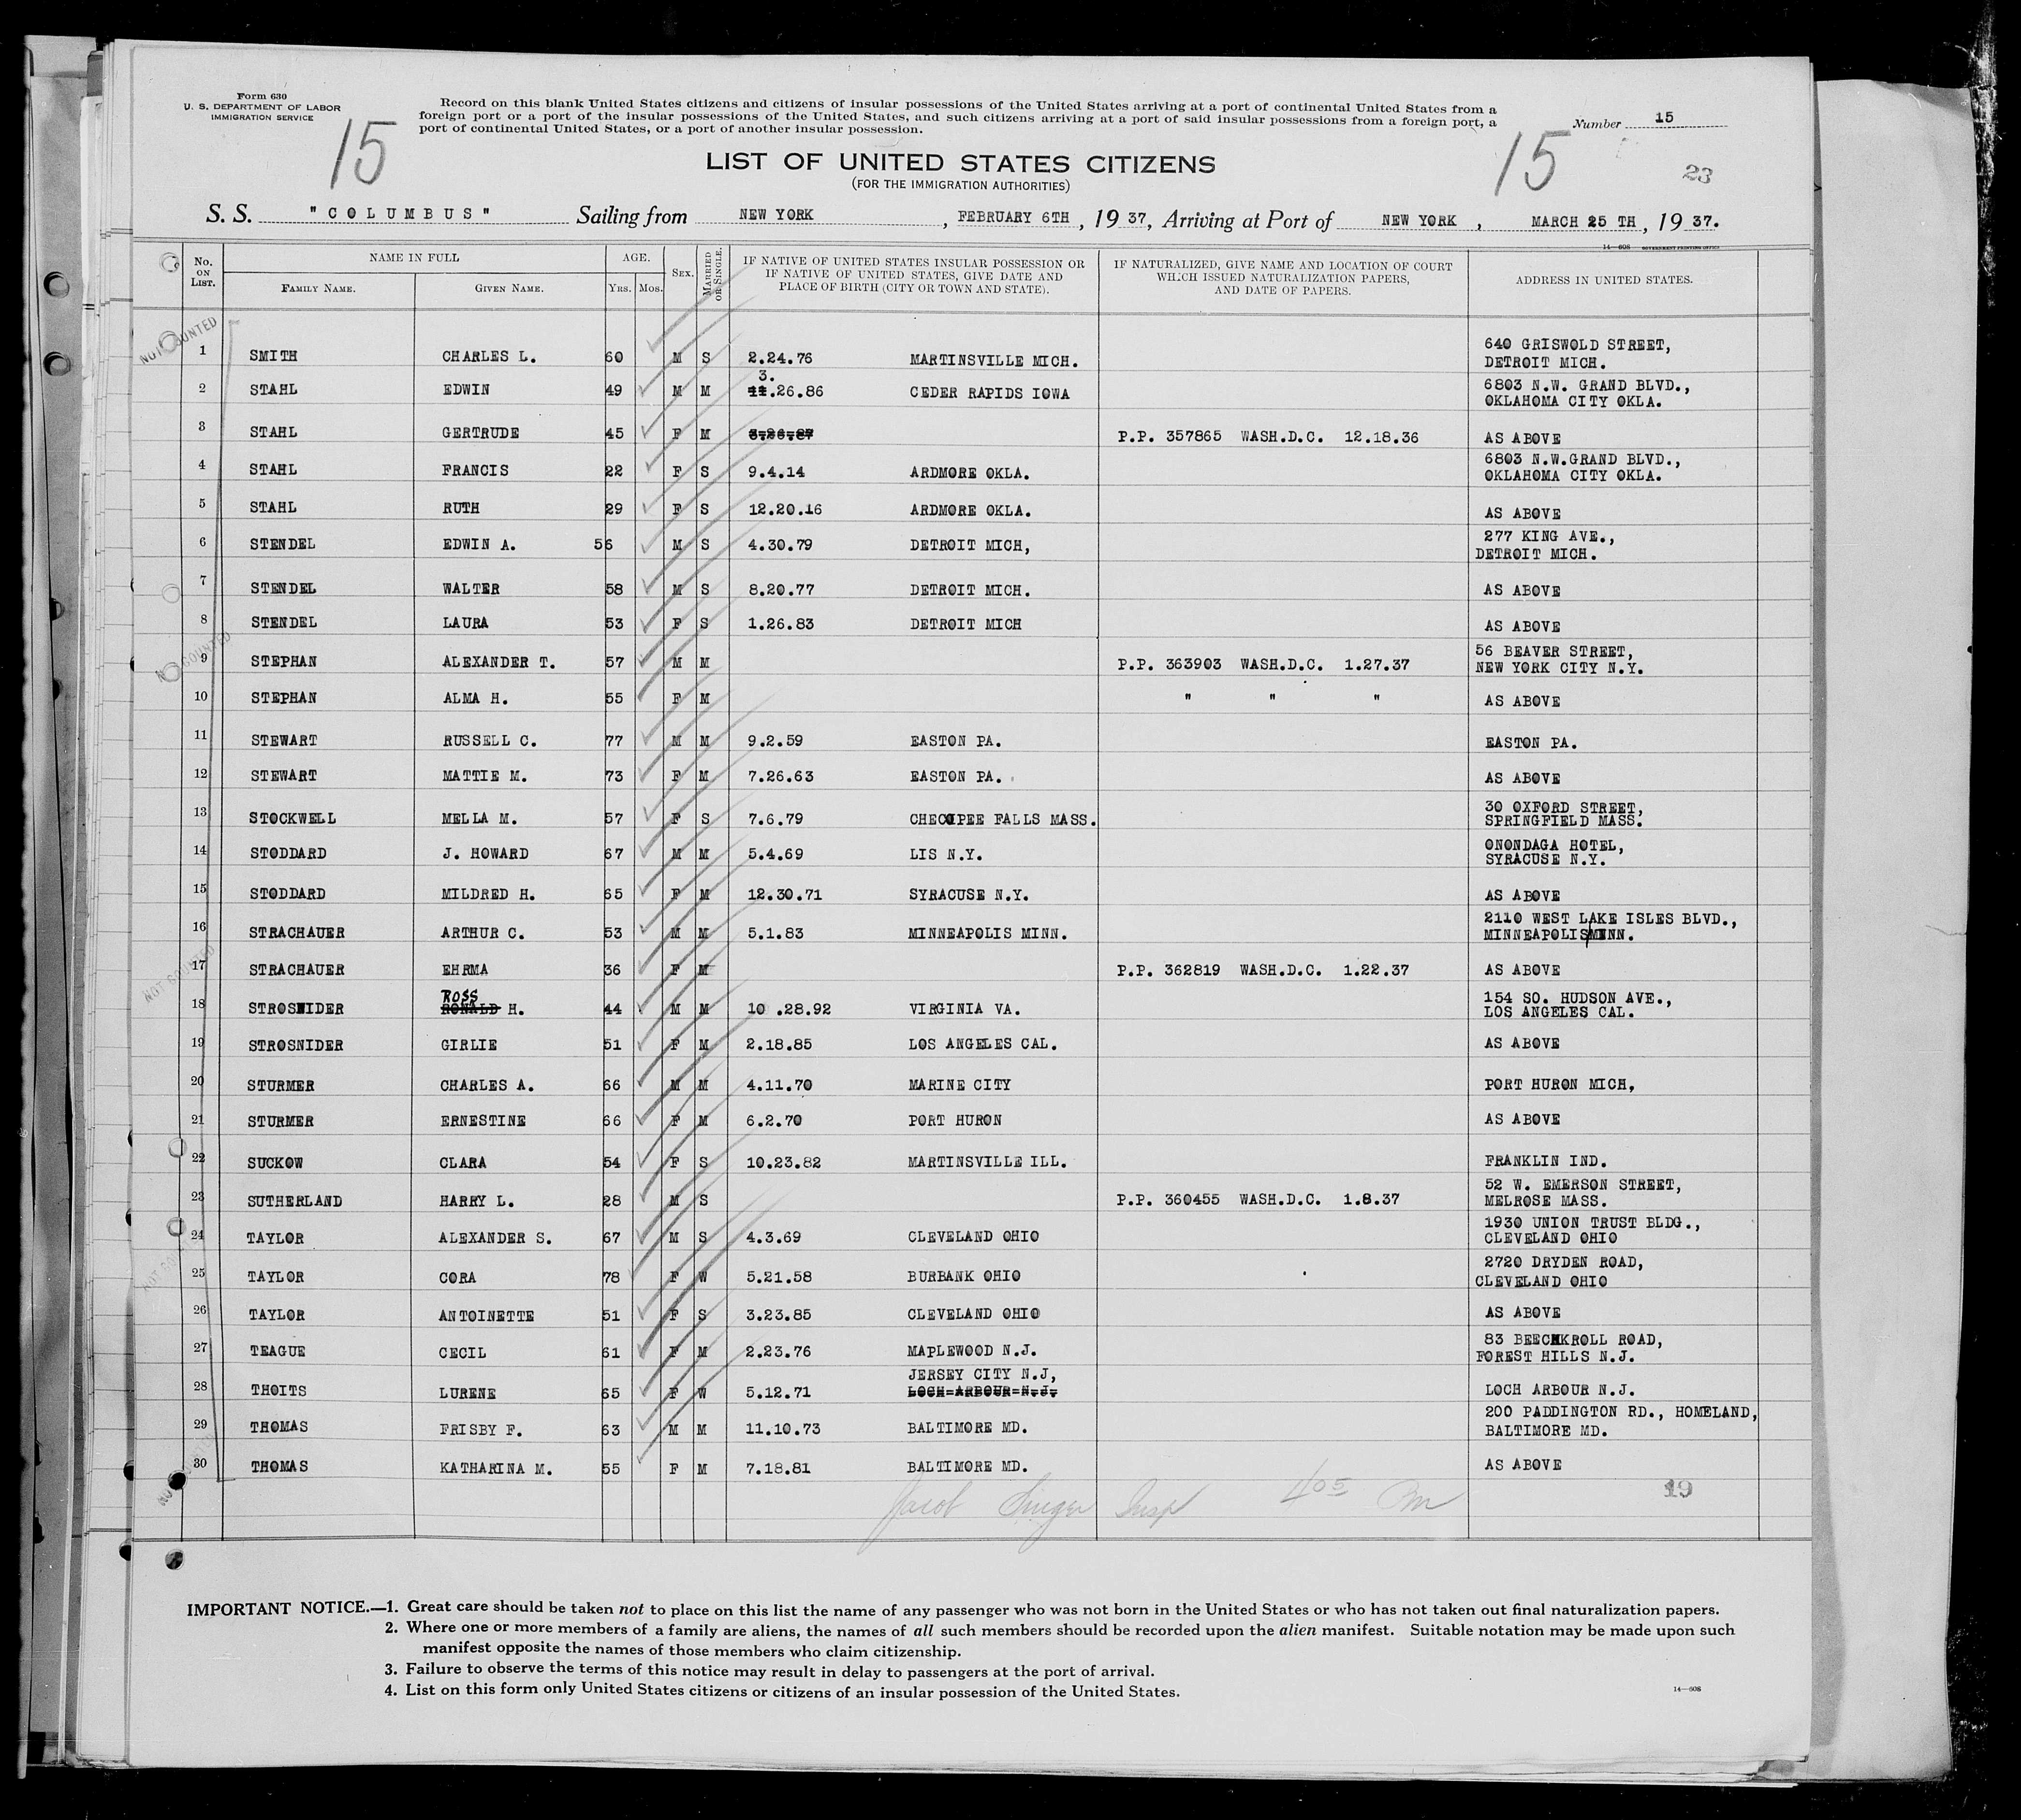 Form 630
U. S. DEPARTMENT OF LABOR
IMMIGRATION SERVICE
Record on this blank United States citizens and citizens of insular possessions of the United States arriving at a port of continental United States from a
foreign port or a port of the insular possessions of the United States, and such citizens arriving at a port of said insular possessions from a foreign port, a
port of continental United States, or a port of another insular possession.
Number 15
15
15
23
LIST OF UNITED STATES CITIZENS
(FOR THE IMMIGRATION AUTHORITIES)
S. S. "COLUMBUS" Sailing from NEW YORK, FEBRUARY 6TH, 1937, Arriving at Port of NEW YORK, MARCH 25 TH, 1937.
14—608 GOVERNMENT PRINTING OFFICE
No. ON LIST. NAME IN FULL FAMILY NAME. GIVEN NAME. AGE. YRS. MOS. SEX. MARRIED OR SINGLE. IF NATIVE OF UNITED STATES INSULAR POSSESSION OR IF NATIVE OF UNITED STATES, GIVE DATE AND PLACE OF BIRTH (CITY OR TOWN AND STATE). IF NATURALIZED, GIVE NAME AND LOCATION OF COURT WHICH ISSUED NATURALIZATION PAPERS, AND DATE OF PAPERS. ADDRESS IN UNITED STATES.
NOT COUNTED
1 SMITH CHARLES L. 60 M S 2.24.76 MARTINSVILLE MICH. 640 GRISWOLD STREET, DETROIT MICH.
2 STAHL EDWIN 49 M M 3. 11.26.86 CEDER RAPIDS IOWA 6803 N.W. GRAND BLVD., OKLAHOMA CITY OKLA.
3 STAHL GERTRUDE 45 F M P.P. 357865 WASH.D.C. 12.18.36 AS ABOVE
4 STAHL FRANCIS 22 F S 9.4.14 ARDMORE OKLA. 6803 N.W.GRAND BLVD., OKLAHOMA CITY OKLA.
5 STAHL RUTH 29 F S 12.20.16 ARDMORE OKLA. AS ABOVE
6 STENDEL EDWIN A. 56 M S 4.30.79 DETROIT MICH, 277 KING AVE., DETROIT MICH.
7 STENDEL WALTER 58 M S 8.20.77 DETROIT MICH. AS ABOVE
8 STENDEL LAURA 53 F S 1.26.83 DETROIT MICH AS ABOVE
NOT COUNTED
9 STEPHAN ALEXANDER T. 57 M M P.P. 363903 WASH.D.C. 1.27.37 56 BEAVER STREET, NEW YORK CITY N.Y.
10 STEPHAN ALMA H. 55 F M " " " AS ABOVE
11 STEWART RUSSELL C. 77 M M 9.2.59 EASTON PA. EASTON PA.
12 STEWART MATTIE M. 73 F M 7.26.63 EASTON PA. AS ABOVE
13 STOCKWELL MELLA M. 57 F S 7.6.79 CHECOPEE FALLS MASS. 30 OXFORD STREET, SPRINGFIELD MASS.
14 STODDARD J. HOWARD 67 M M 5.4.69 LIS N.Y. ONONDAGA HOTEL, SYRACUSE N.Y.
15 STODDARD MILDRED H. 65 F M 12.30.71 SYRACUSE N.Y. AS ABOVE
16 STRACHAUER ARTHUR C. 53 M M 5.1.83 MINNEAPOLIS MINN. 2110 WEST LAKE ISLES BLVD., MINNEAPOLIS/MINN.
NOT COUNTED
17 STRACHAUER EHRMA 36 F M P.P. 362819 WASH.D.C. 1.22.37 AS ABOVE
18 STROSNIDER ROSS RONALD H. 44 M M 10 .28.92 VIRGINIA VA. 154 SO. HUDSON AVE., LOS ANGELES CAL.
19 STROSNIDER GIRLIE 51 F M 2.18.85 LOS ANGELES CAL. AS ABOVE
20 STURMER CHARLES A. 66 M M 4.11.70 MARINE CITY PORT HURON MICH,
21 STURMER ERNESTINE 66 F M 6.2.70 PORT HURON AS ABOVE
22 SUCKOW CLARA 54 F S 10.23.82 MARTINSVILLE ILL. FRANKLIN IND.
23 SUTHERLAND HARRY L. 28 M S P.P. 360455 WASH.D.C. 1.8.37 52 W. EMERSON STREET, MELROSE MASS.
24 TAYLOR ALEXANDER S. 67 M S 4.3.69 CLEVELAND OHIO 1930 UNION TRUST BLDG., CLEVELAND OHIO
NOT COUNTED
25 TAYLOR CORA 78 F W 5.21.58 BURBANK OHIO 2720 DRYDEN ROAD, CLEVELAND OHIO
26 TAYLOR ANTOINETTE 51 F S 3.23.85 CLEVELAND OHIO AS ABOVE
27 TEAGUE CECIL 61 F M 2.23.76 MAPLEWOOD N.J. 83 BEECHKROLL ROAD, FOREST HILLS N.J.
28 THOITS LURENE 65 F W 5.12.71 JERSEY CITY N.J, LOCH ARBOUR N.J. LOCH ARBOUR N.J.
29 THOMAS FRISBY F. 63 M M 11.10.73 BALTIMORE MD. 200 PADDINGTON RD., HOMELAND, BALTIMORE MD.
30 THOMAS KATHARINA M. 55 F M 7.18.81 BALTIMORE MD. AS ABOVE
Jacob Singer Insp 405 Pm
19
IMPORTANT NOTICE.—1. Great care should be taken not to place on this list the name of any passenger who was not born in the United States or who has not taken out final naturalization papers.
2. Where one or more members of a family are aliens, the names of all such members should be recorded upon the alien manifest. Suitable notation may be made upon such
manifest opposite the names of those members who claim citizenship.
3. Failure to observe the terms of this notice may result in delay to passengers at the port of arrival.
4. List on this form only United States citizens or citizens of an insular possession of the United States.
14—608